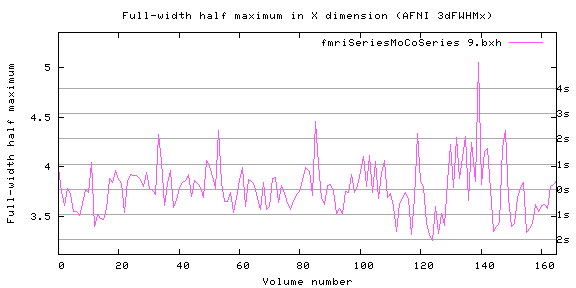 Full-width half maximum in X dimension (AFNI 3dFWHMx)
fmriSeriesMoCoSeries 9.bxh
Full-width half maximum
5
4.5
4
3.5
4s
3s
2s
1s
0s
1s
2s
0 20 40 60 80 100 120 140 160
Volume number